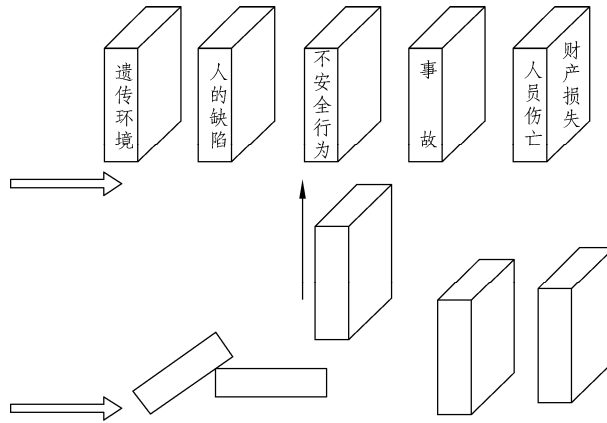 遗传环境
人的缺陷
不安全行为
事故
人员伤亡
财产损失